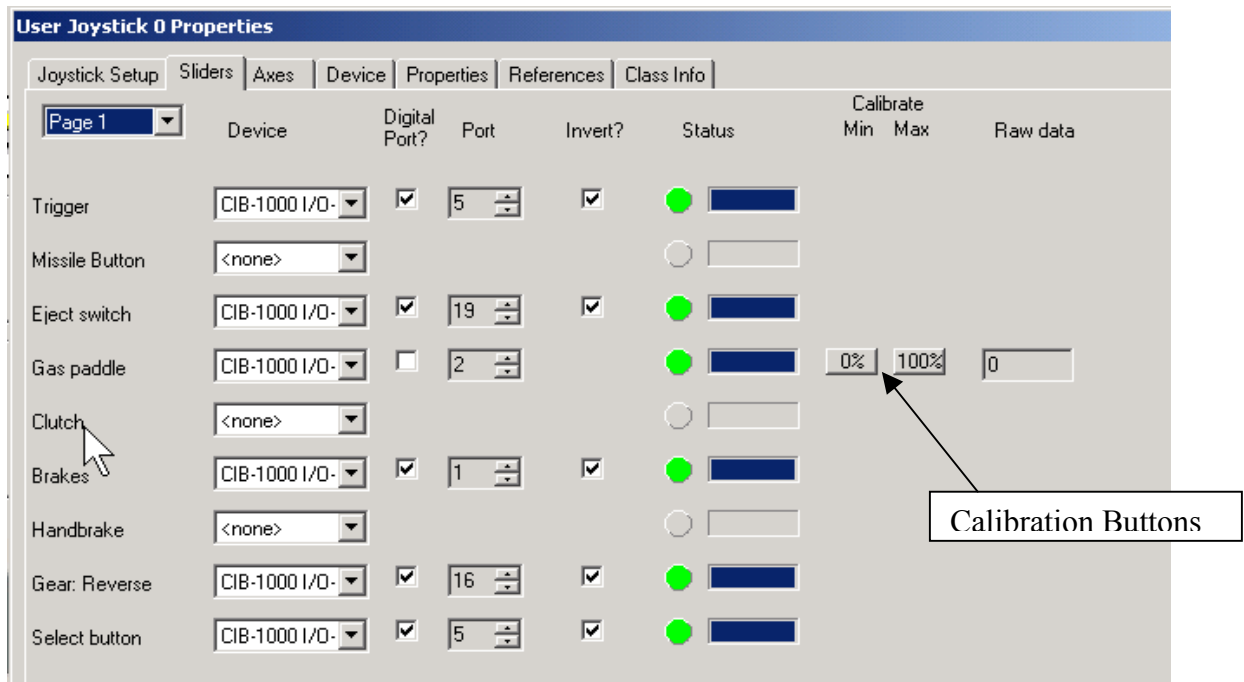 User Joystick 0 Properties
Joystick Setup Sliders Axes Device Properties References Class Info
Page 1 Device Digital Port? Port Invert? Status Calibrate Min Max Raw data
Trigger CIB-1000 I/O- 5
Missile Button <none>
Eject switch CIB-1000 I/O- 19
Gas paddle CIB-1000 I/O- 2 0% 100% 0
Clutch <none>
Brakes CIB-1000 I/O- 1
Calibration Buttons
Handbrake <none>
Gear: Reverse CIB-1000 I/O- 16
Select button CIB-1000 I/O- 5